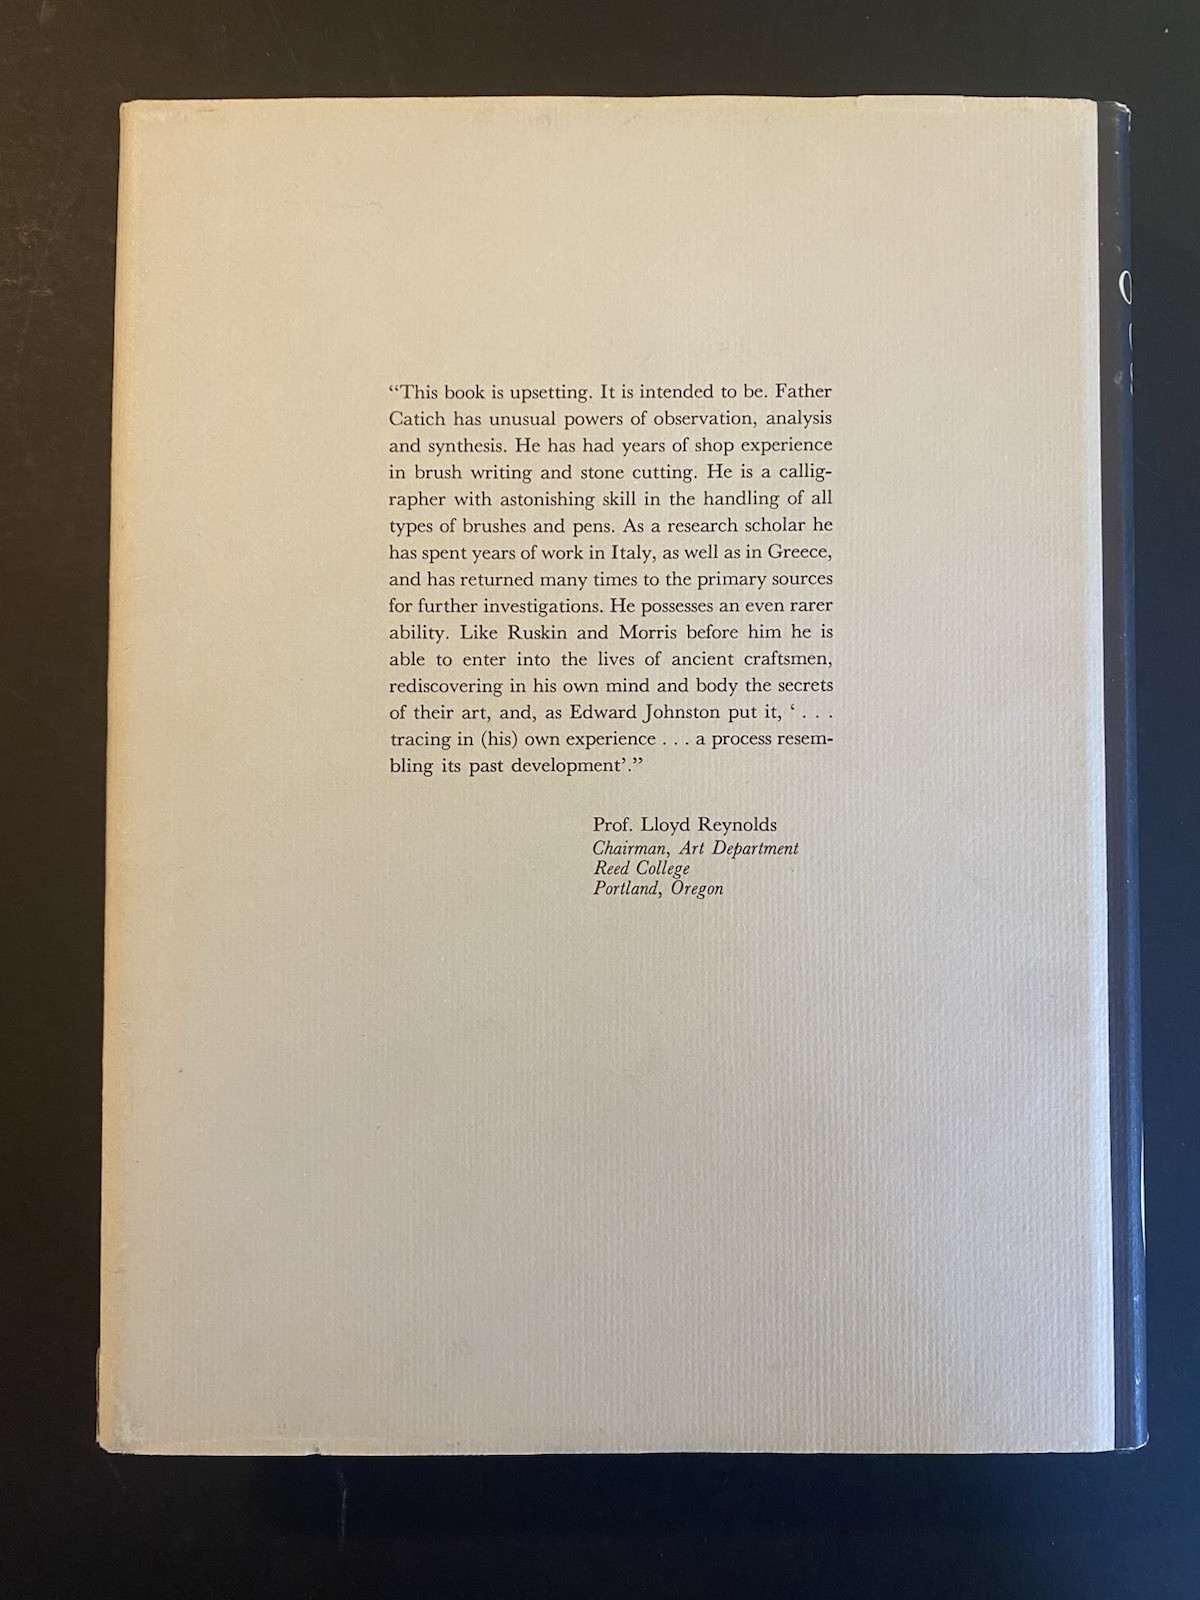 “This book is upsetting. It is intended to be. Father
Catich has unusual powers of observation, analysis
and synthesis. He has had years of shop experience
in brush writing and stone cutting. He is a callig-
rapher with astonishing skill in the handling of all
types of brushes and pens. As a research scholar he
has spent years of work in Italy, as well as in Greece,
and has returned many times to the primary sources
for further investigations. He possesses an even rarer
ability. Like Ruskin and Morris before him he is
able to enter into the lives of ancient craftsmen,
rediscovering in his own mind and body the secrets
of their art, and, as Edward Johnston put it, ‘ . . .
tracing in (his) own experience . . . a process resem-
bling its past development’.”
Prof. Lloyd Reynolds
Chairman, Art Department
Reed College
Portland, Oregon